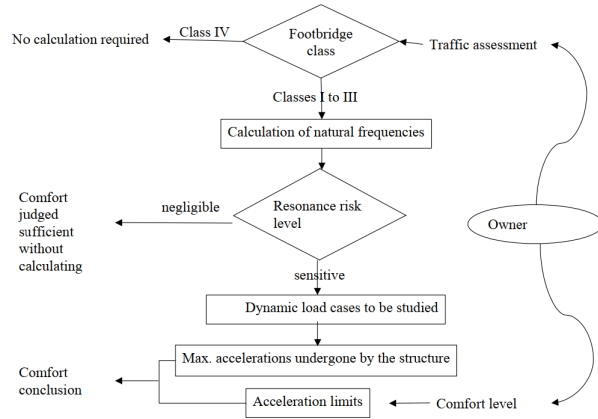 No calculation required
Class IV
Footbridge
class
Traffic assessment
Classes I to III
Calculation of natural frequencies
Comfort
judged
sufficient
without
calculating
negligible
Resonance risk
level
Owner
sensitive
Dynamic load cases to be studied
Max. accelerations undergone by the structure
Comfort
conclusion
Acceleration limits
Comfort level